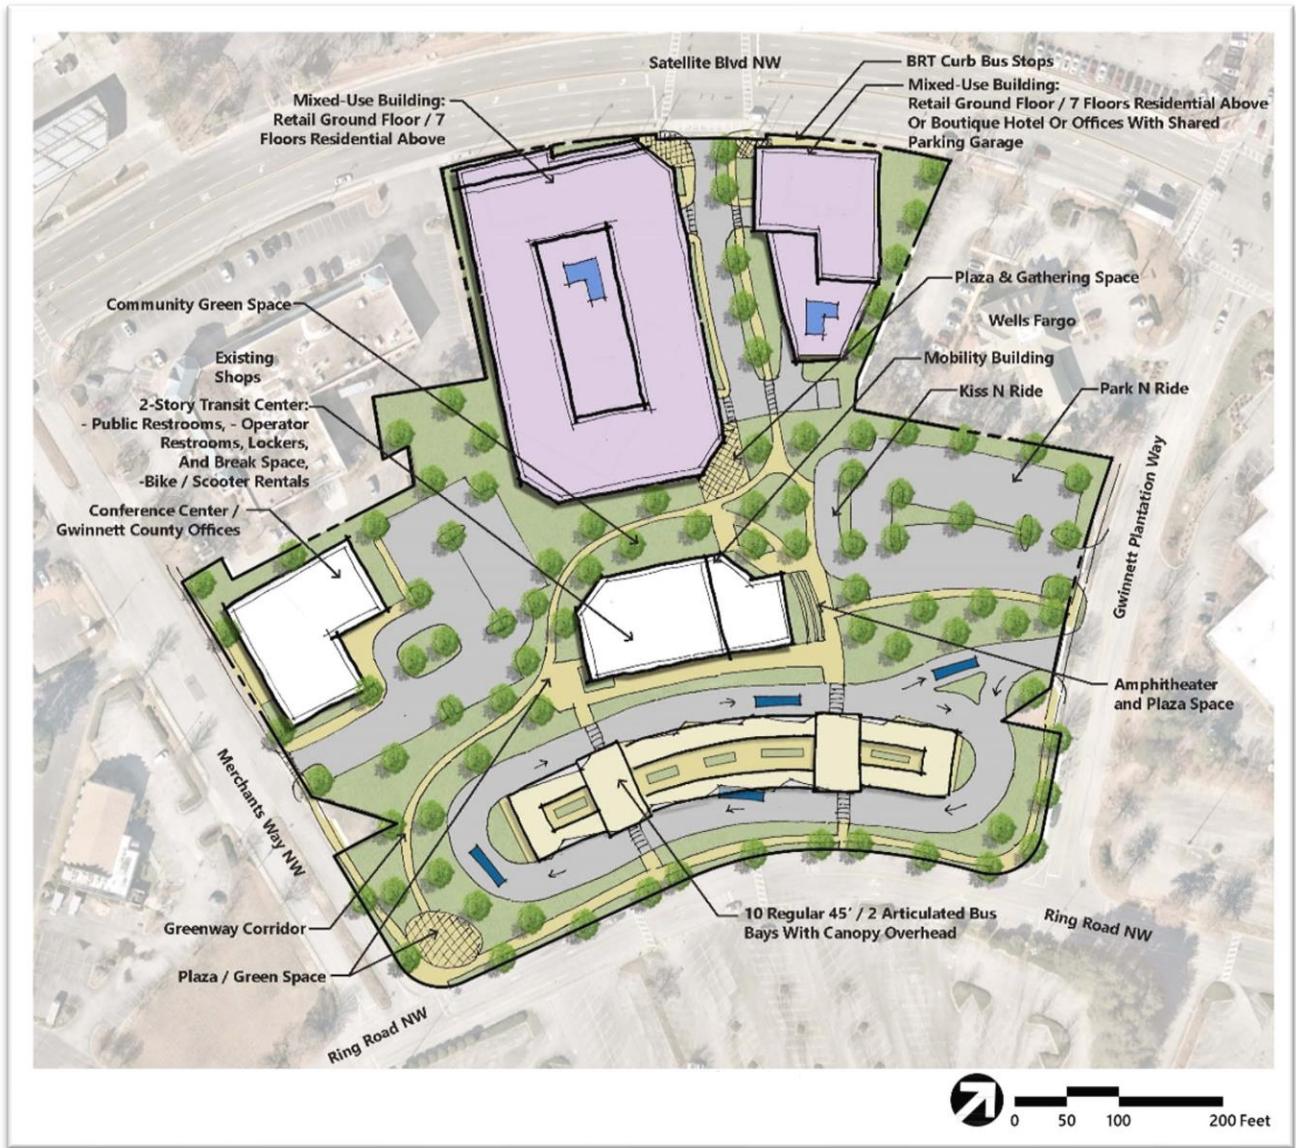 Satellite Blvd NW
BRT Curb Bus Stops
Mixed-Use Building:
Retail Ground Floor / 7 Floors Residential Above
Or Boutique Hotel Or Offices With Shared
Parking Garage
Mixed-Use Building:
Retail Ground Floor / 7
Floors Residential Above
Plaza & Gathering Space
Community Green Space
Wells Fargo
Existing
Shops
Mobility Building
Kiss N Ride
Park N Ride
2-Story Transit Center:
- Public Restrooms, - Operator
Restrooms, Lockers,
And Break Space,
-Bike / Scooter Rentals
Conference Center /
Gwinnett County Offices
Gwinnett Plantation Way
Amphitheater
and Plaza Space
Merchants Way NW
10 Regular 45' / 2 Articulated Bus
Bays With Canopy Overhead
Ring Road NW
Greenway Corridor
Plaza / Green Space
Ring Road NW
0 50 100 200 Feet